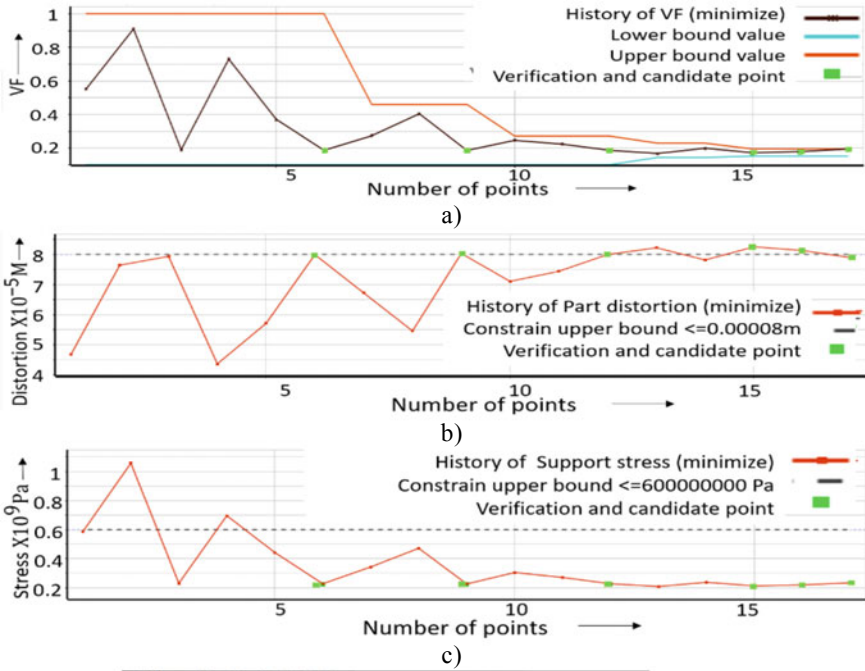 1
0.8
0.6
0.4
0.2
VF
History of VF (minimize)
Lower bound value
Upper bound value
Verification and candidate point
5
10
15
Number of points
a)
8
7
6
5
4
Distortion X10⁻⁵M
History of Part distortion (minimize)
Constrain upper bound <=0.00008m
Verification and candidate point
5
10
15
Number of points
b)
1
0.8
0.6
0.4
0.2
Stress X10⁹Pa
History of Support stress (minimize)
Constrain upper bound <=600000000 Pa
Verification and candidate point
5
10
15
Number of points
c)